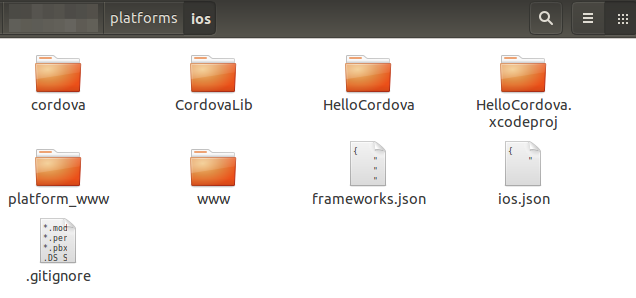 platforms ios
cordova CordovaLib HelloCordova HelloCordova.
xcodeproj
{ {
" "
"
"
platform_www www frameworks.json ios.json
*.mod
*.per
*.pbx
.DS_S
.gitignore